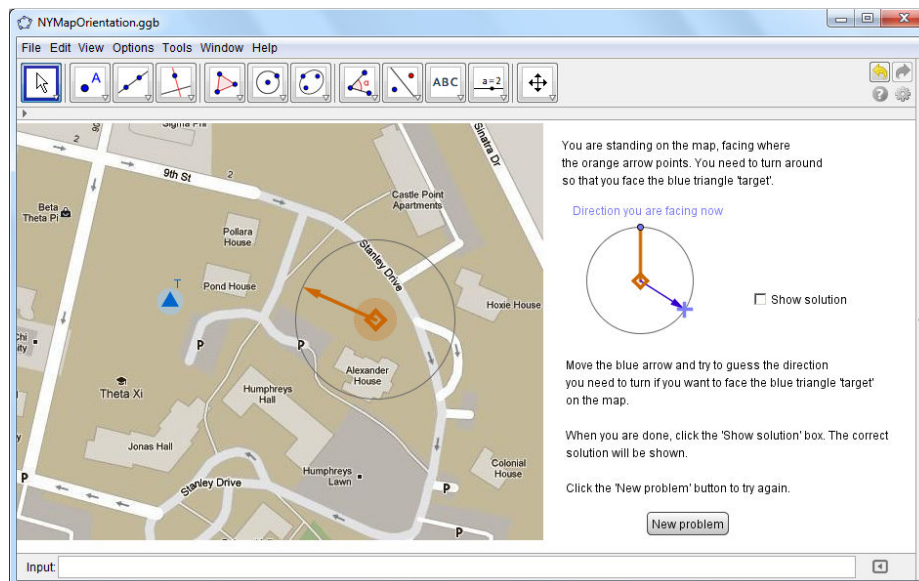 NYMapOrientation.ggb
File Edit View Options Tools Window Help
A
α
ABC
a=2
Sigma Phi
2
9th St
2
Sinatra Dr
Castle Point
Apartments
Beta
Theta Pi
Pollara
House
Stanley Drive
T
Pond House
Hoxie House
P
P
Alexander
House
Chi
Theta Xi
Humphreys
Hall
Jonas Hall
Colonial
House
Humphreys
Lawn
P
Stanley Drive
P
P
You are standing on the map, facing where
the orange arrow points. You need to turn around
so that you face the blue triangle 'target'.
Direction you are facing now
Show solution
Move the blue arrow and try to guess the direction
you need to turn if you want to face the blue triangle 'target'
on the map.
When you are done, click the 'Show solution' box. The correct
solution will be shown.
Click the 'New problem' button to try again.
New problem
Input: